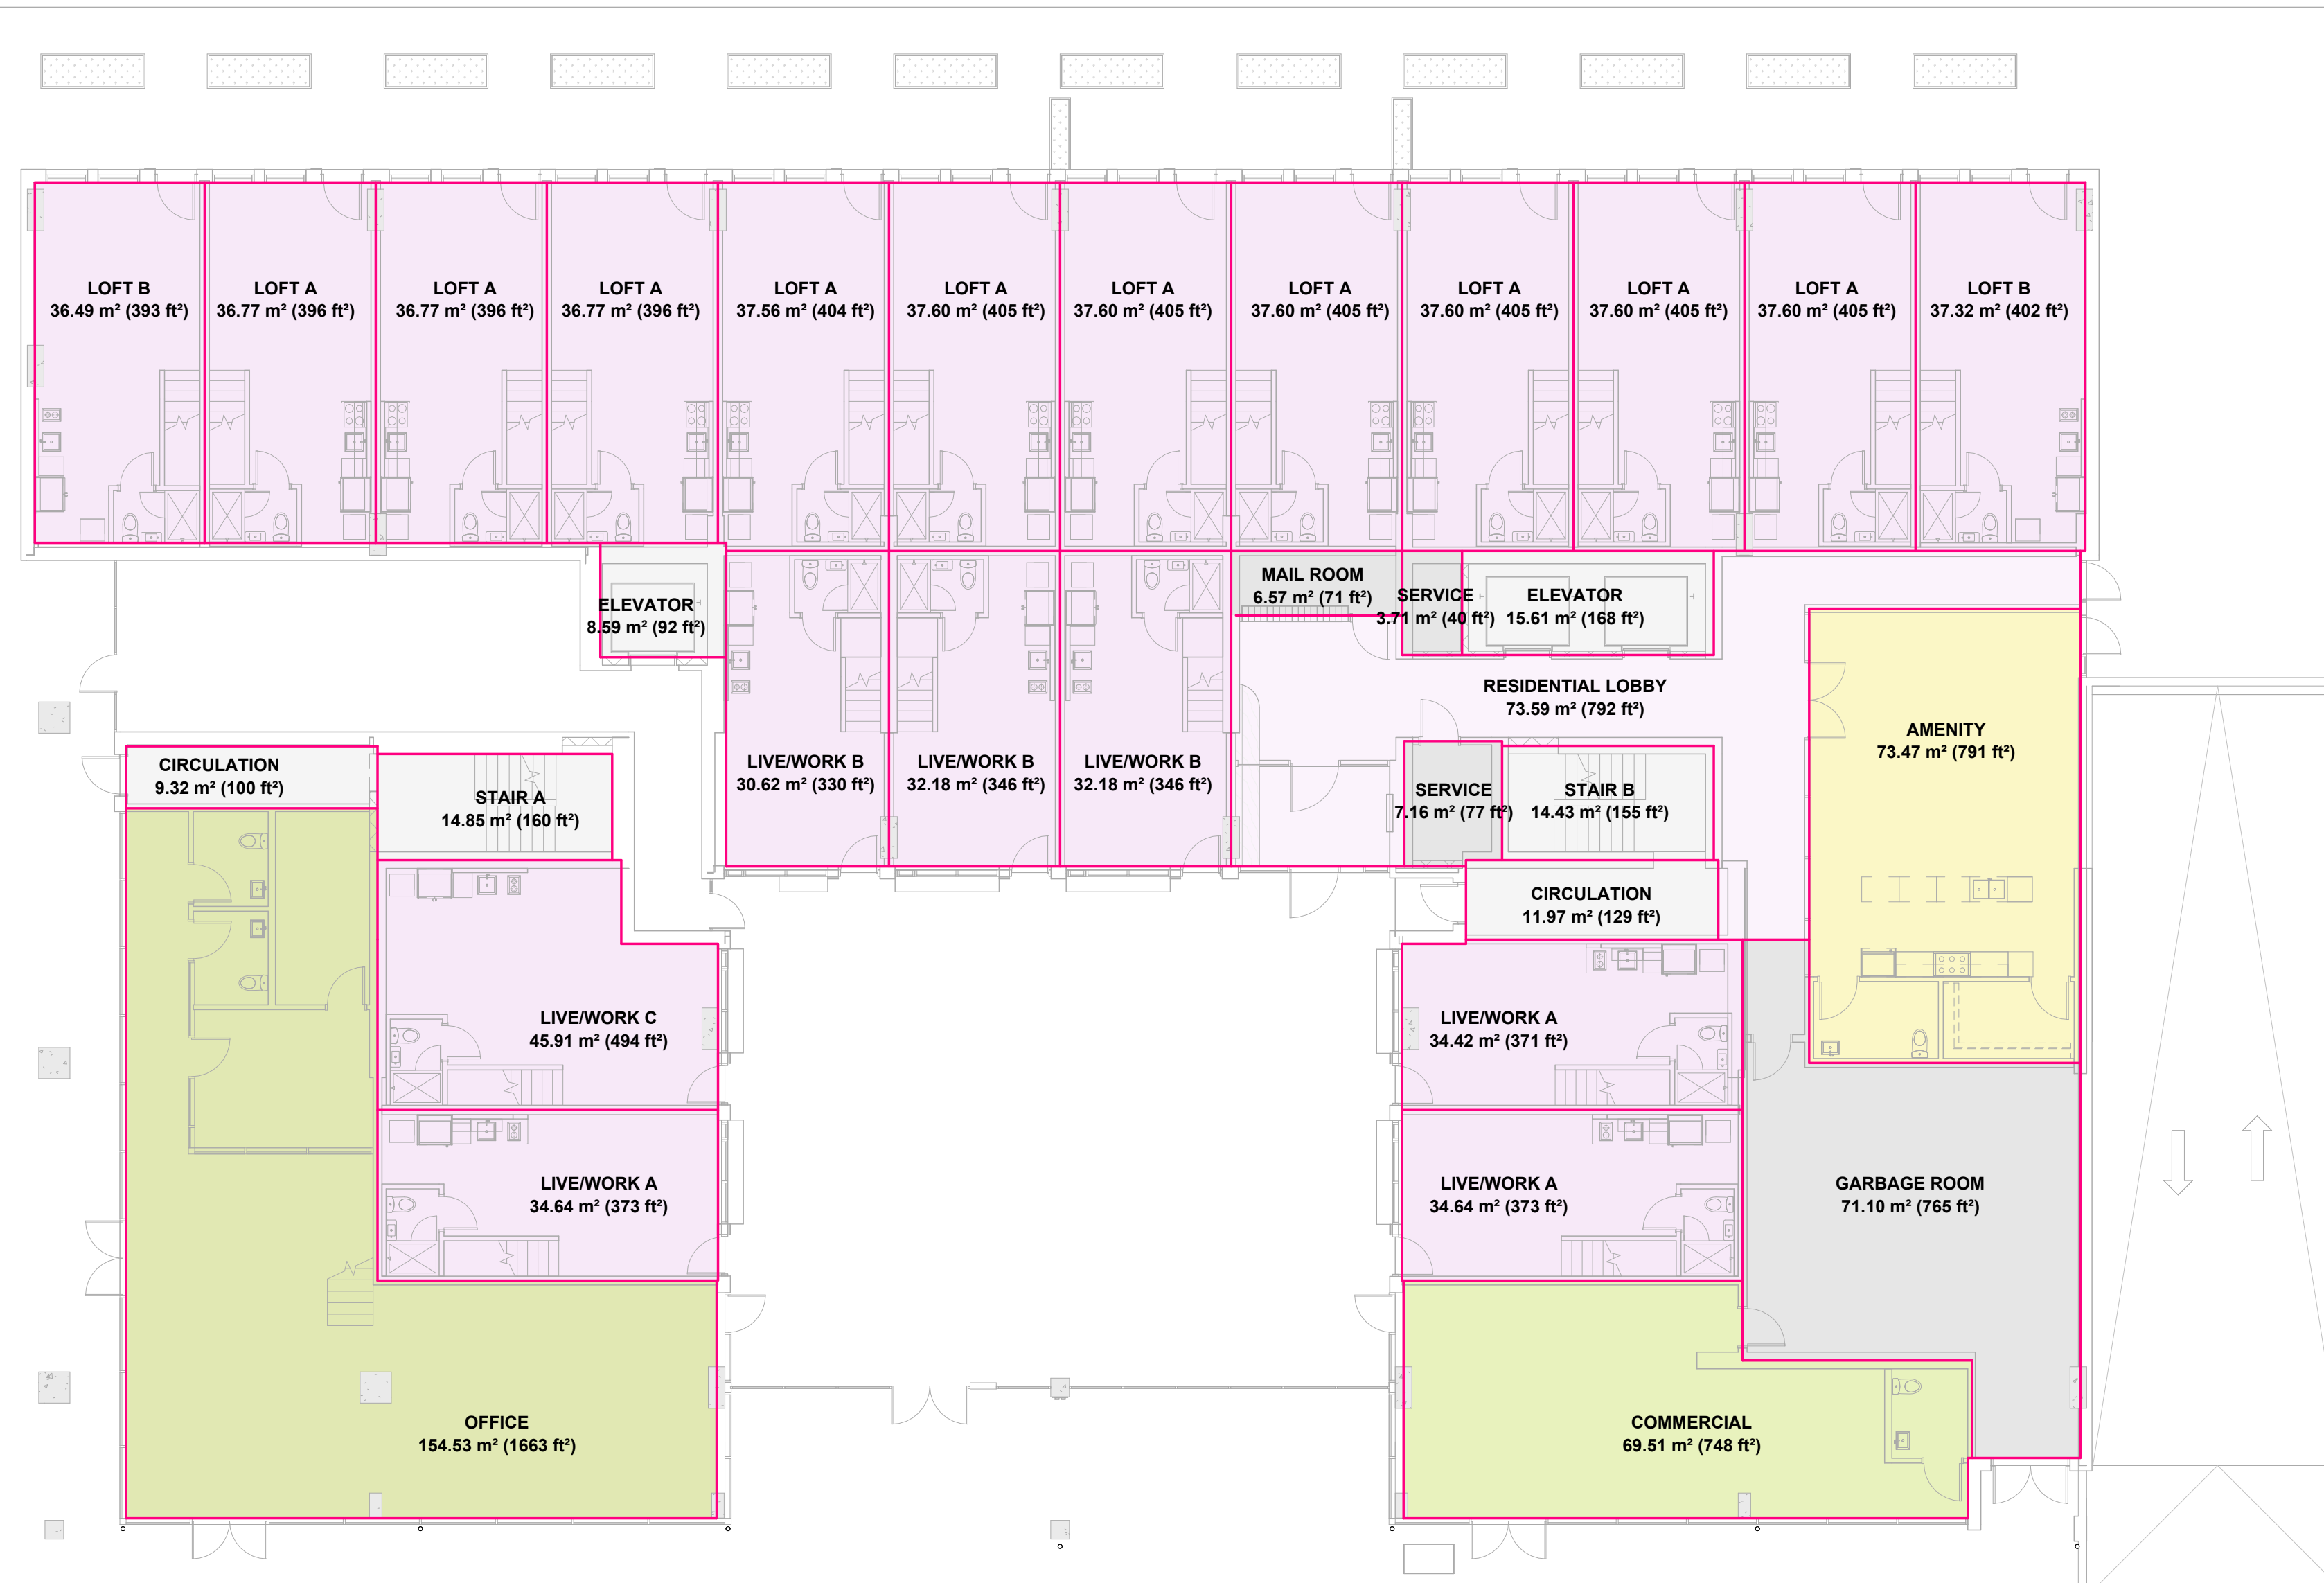 LOFT B
36.49 m² (393 ft²)
LOFT A
36.77 m² (396 ft²)
LOFT A
36.77 m² (396 ft²)
LOFT A
36.77 m² (396 ft²)
LOFT A
37.56 m² (404 ft²)
LOFT A
37.60 m² (405 ft²)
LOFT A
37.60 m² (405 ft²)
LOFT A
37.60 m² (405 ft²)
LOFT A
37.60 m² (405 ft²)
LOFT A
37.60 m² (405 ft²)
LOFT A
37.60 m² (405 ft²)
LOFT B
37.32 m² (402 ft²)
ELEVATOR
8.59 m² (92 ft²)
MAIL ROOM
6.57 m² (71 ft²)
SERVICE
3.71 m² (40 ft²)
ELEVATOR
15.61 m² (168 ft²)
RESIDENTIAL LOBBY
73.59 m² (792 ft²)
AMENITY
73.47 m² (791 ft²)
CIRCULATION
9.32 m² (100 ft²)
STAIR A
14.85 m² (160 ft²)
LIVE/WORK B
30.62 m² (330 ft²)
LIVE/WORK B
32.18 m² (346 ft²)
LIVE/WORK B
32.18 m² (346 ft²)
SERVICE
7.16 m² (77 ft²)
STAIR B
14.43 m² (155 ft²)
CIRCULATION
11.97 m² (129 ft²)
LIVE/WORK C
45.91 m² (494 ft²)
LIVE/WORK A
34.42 m² (371 ft²)
LIVE/WORK A
34.64 m² (373 ft²)
LIVE/WORK A
34.64 m² (373 ft²)
GARBAGE ROOM
71.10 m² (765 ft²)
OFFICE
154.53 m² (1663 ft²)
COMMERCIAL
69.51 m² (748 ft²)